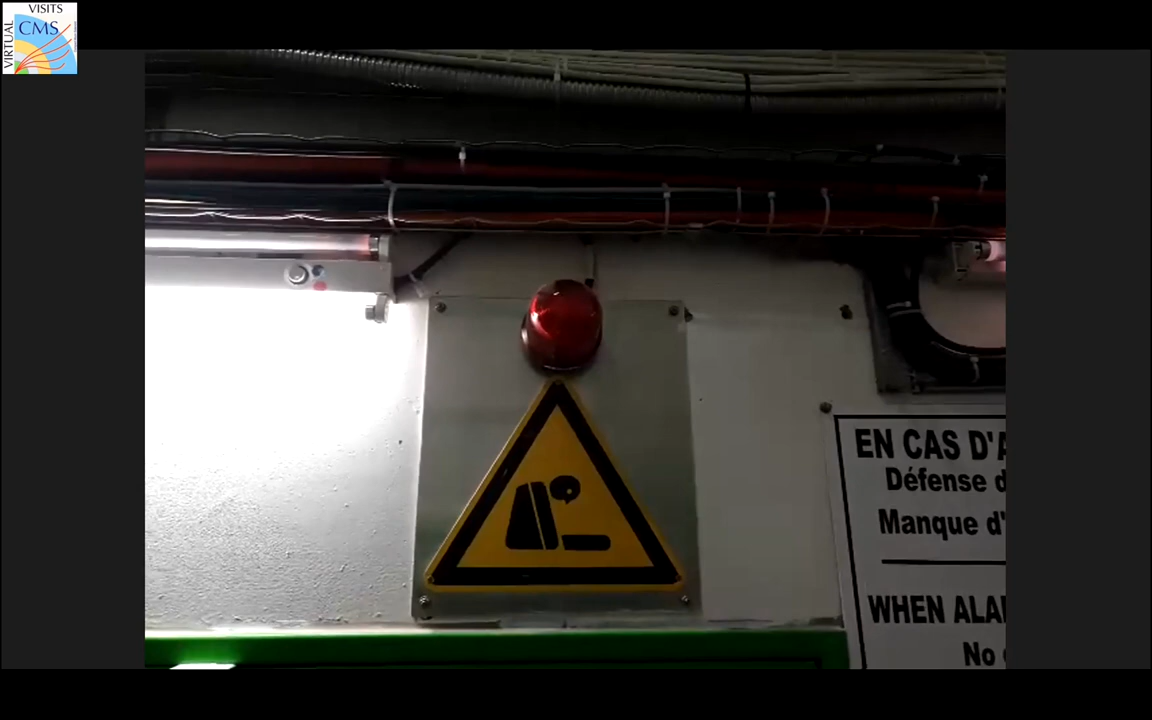 VISITS
CMS
VIRTUAL
EN CAS D'A
Défense d
Manque d'
WHEN ALA
No